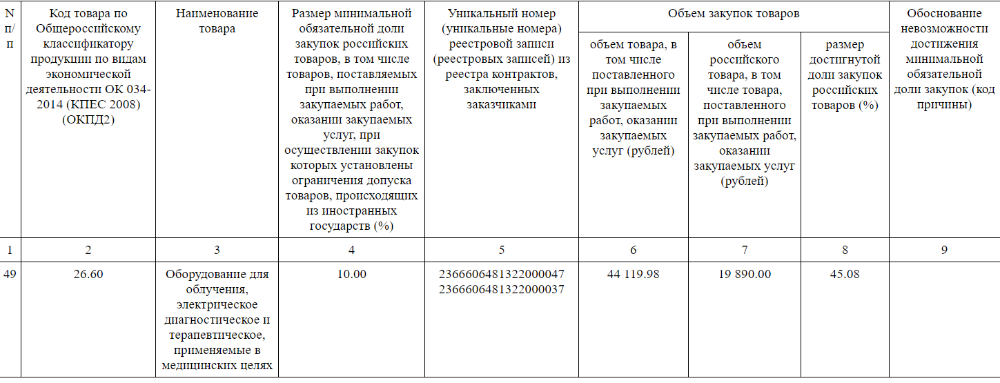 N
п/
п
Код товара по
Общероссийскому
классификатору
продукции по видам
экономической
деятельности ОК 034-
2014 (КПЕС 2008)
(ОКПД2)
Наименование
товара
Размер минимальной
обязательной доли
закупок российских
товаров, в том числе
товаров, поставляемых
при выполнении
закупаемых работ,
оказании закупаемых
услуг, при
осуществлении закупок
которых установлены
ограничения допуска
товаров, происходящих
из иностранных
государств (%)
Уникальный номер
(уникальные номера)
реестровой записи
(реестровых записей) из
реестра контрактов,
заключенных
заказчиками
Объем закупок товаров
объем товара, в
том числе
поставленного
при выполнении
закупаемых
работ, оказании
закупаемых
услуг (рублей)
объем
российского
товара, в том
числе товара,
поставленного
при выполнении
закупаемых работ,
оказании
закупаемых услуг
(рублей)
размер
достигнутой
доли закупок
российских
товаров (%)
Обоснование
невозможности
достижения
минимальной
обязательной
доли закупок (код
причины)
1
2
3
4
5
6
7
8
9
49
26.60
Оборудование для
облучения,
электрическое
диагностическое и
терапевтическое,
применяемые в
медицинских целях
10.00
2366606481322000047
2366606481322000037
44 119.98
19 890.00
45.08